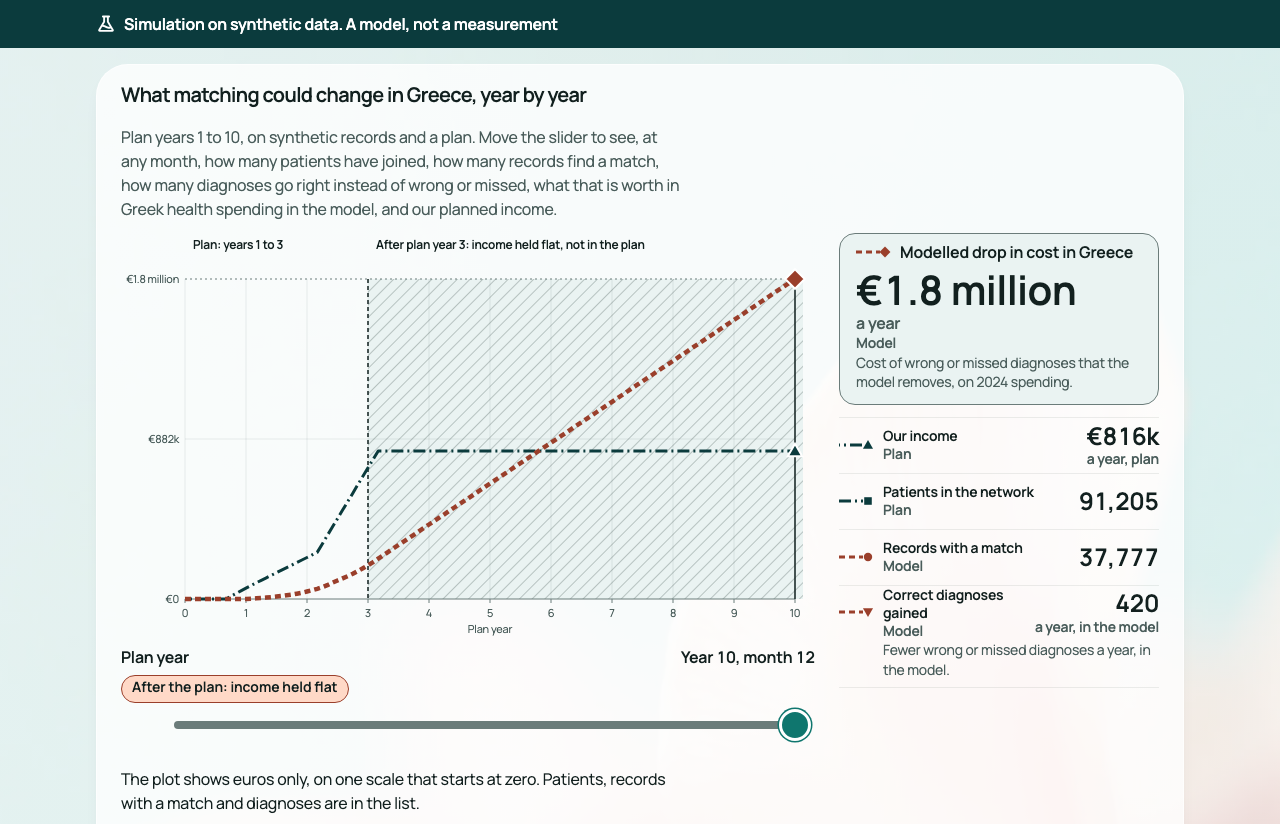 Simulation on synthetic data. A model, not a measurement
What matching could change in Greece, year by year
Plan years 1 to 10, on synthetic records and a plan. Move the slider to see, at
any month, how many patients have joined, how many records find a match,
how many diagnoses go right instead of wrong or missed, what that is worth in
Greek health spending in the model, and our planned income.
Plan: years 1 to 3
After plan year 3: income held flat, not in the plan
€1.8 million
€882k
€0
0 1 2 3 4 5 6 7 8 9 10
Plan year
Modelled drop in cost in Greece
€1.8 million
a year
Model
Cost of wrong or missed diagnoses that the
model removes, on 2024 spending.
Our income
Plan
€816k
a year, plan
Patients in the network
Plan
91,205
Records with a match
Model
37,777
Correct diagnoses
gained
Model
420
a year, in the model
Fewer wrong or missed diagnoses a year, in
the model.
Plan year
Year 10, month 12
After the plan: income held flat
The plot shows euros only, on one scale that starts at zero. Patients, records
with a match and diagnoses are in the list.